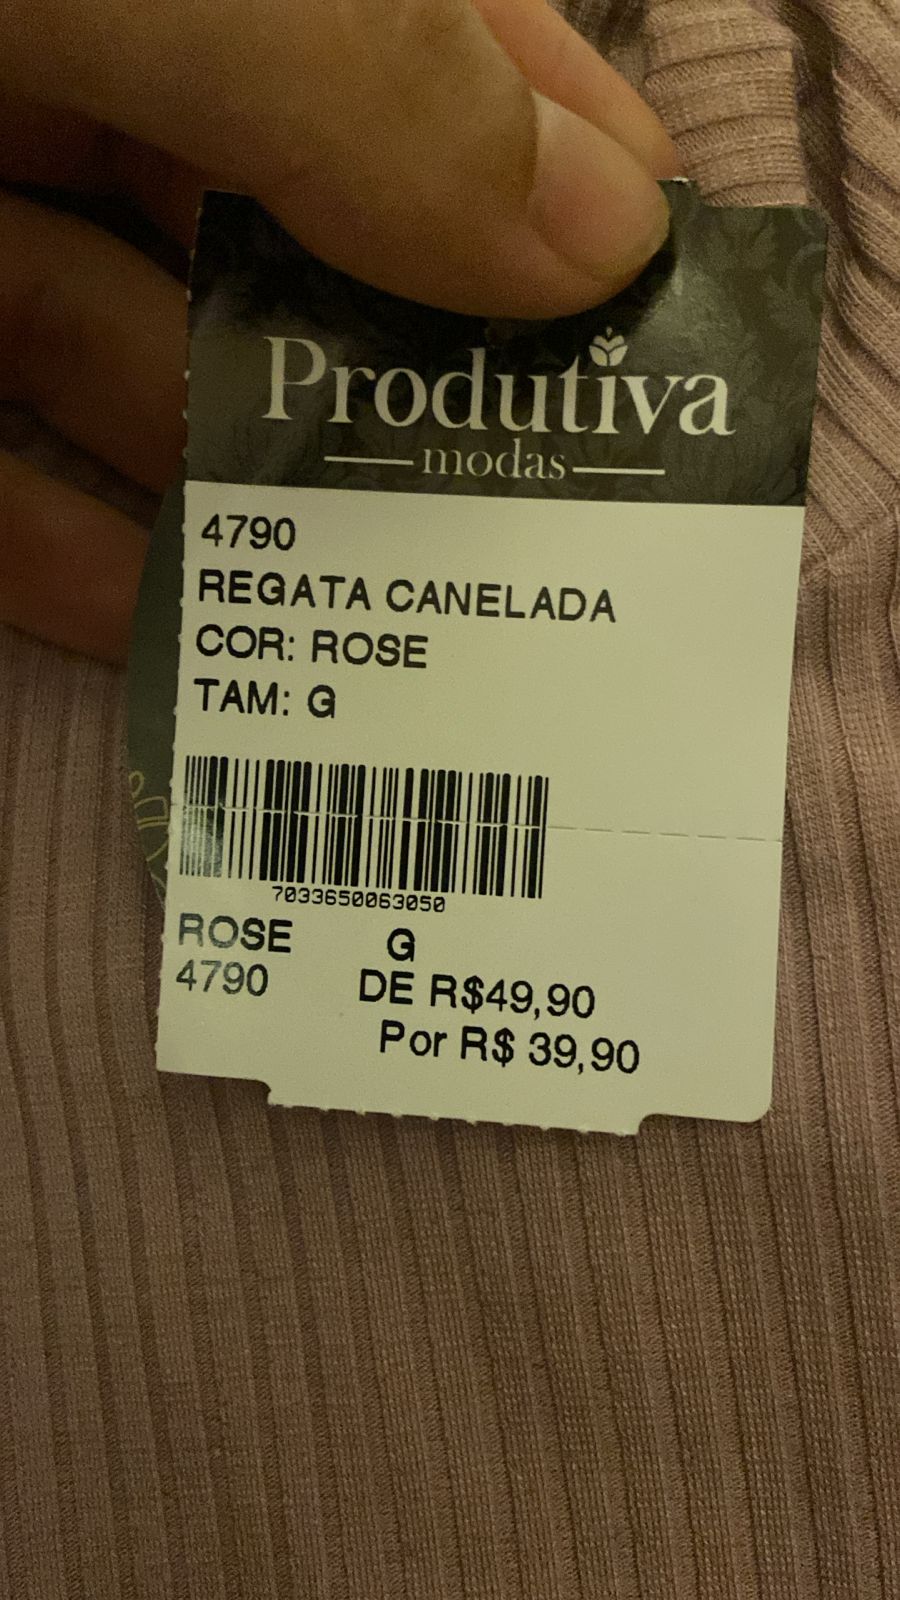 Produtiva
modas
4790
REGATA CANELADA
COR: ROSE
TAM: G
7033650063050
ROSE G
4790 DE R$49,90
Por R$ 39,90